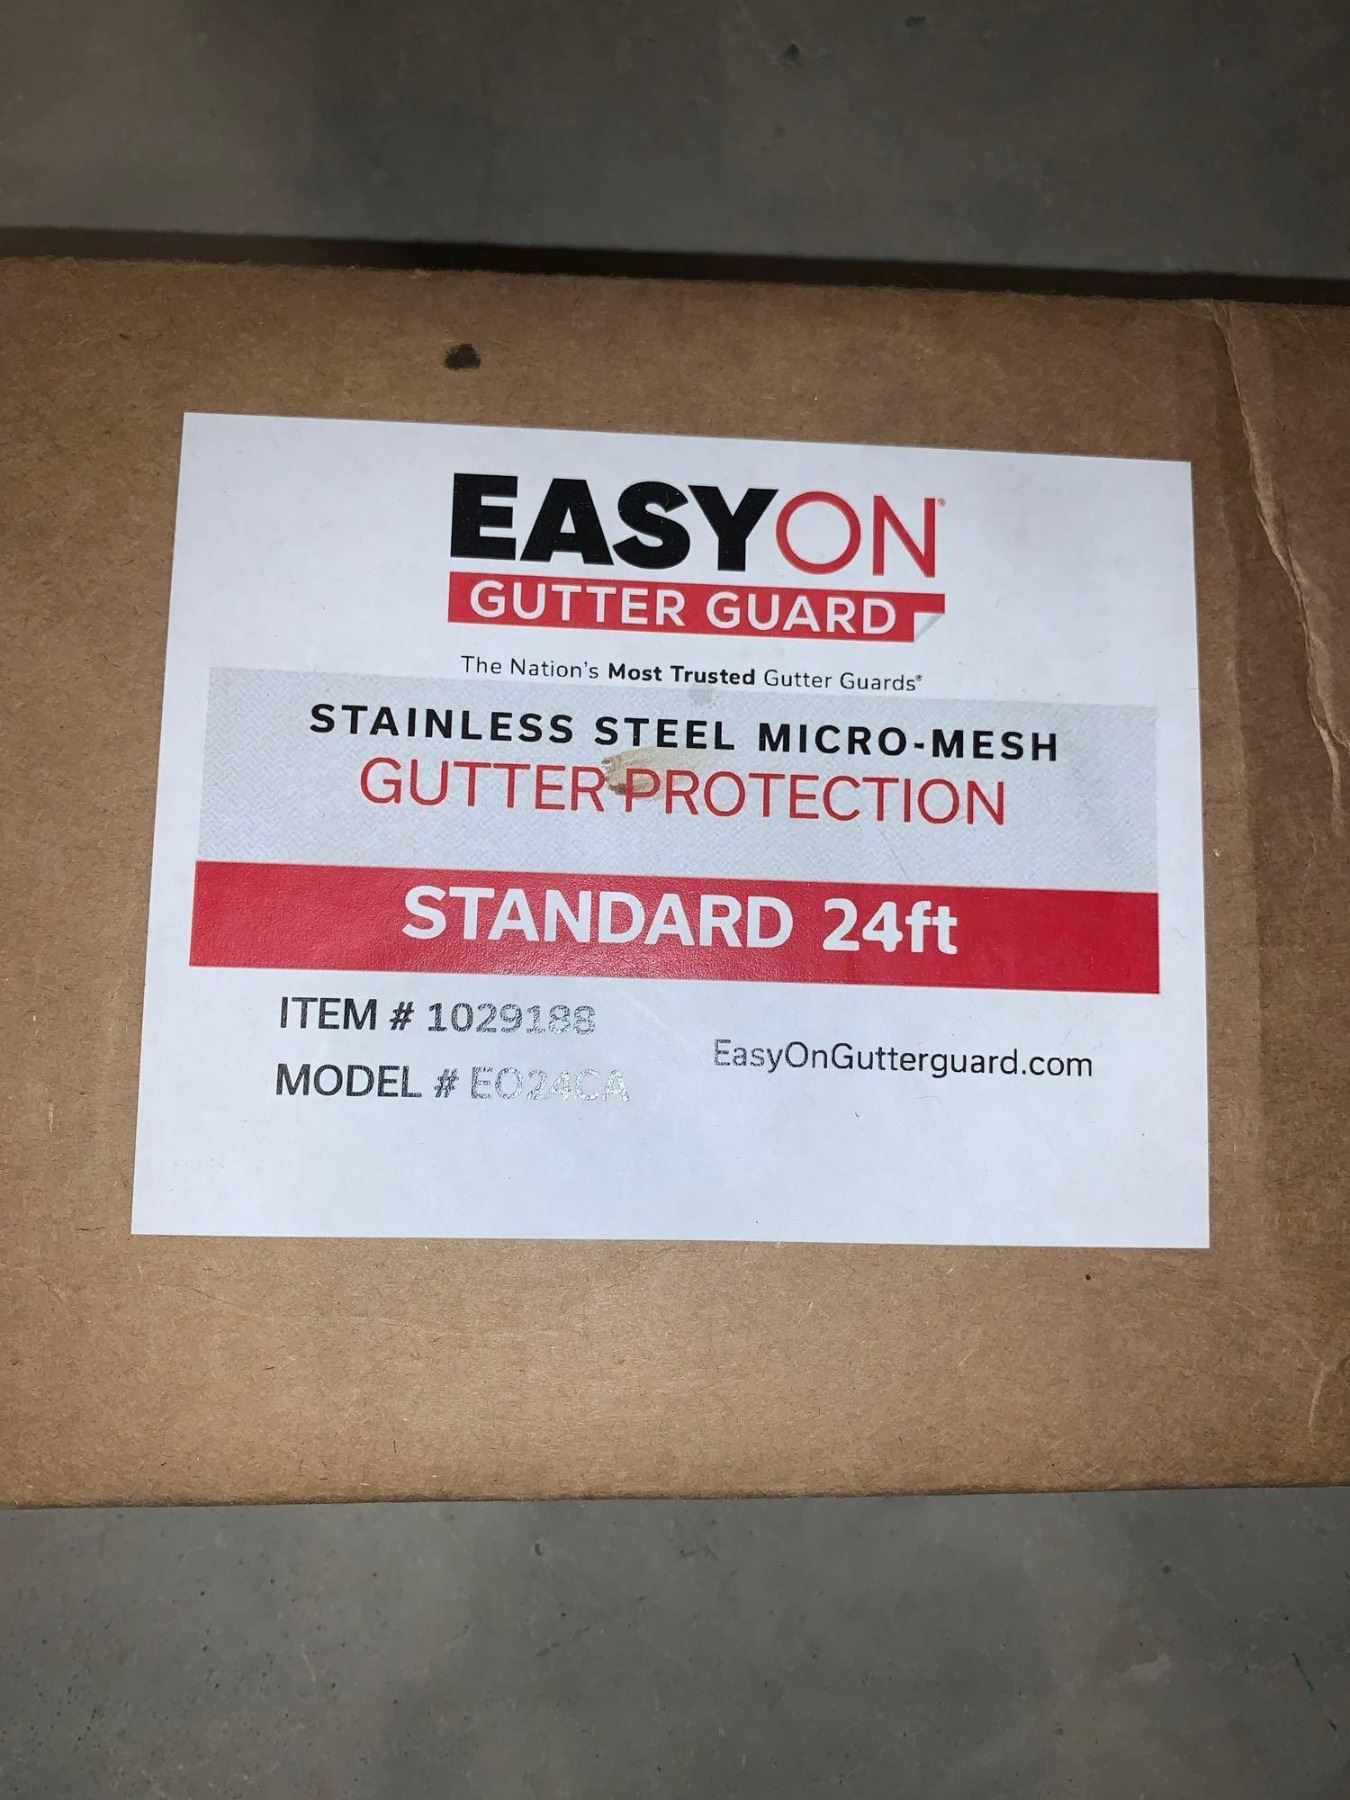 EASYON®
GUTTER GUARD
The Nation's Most Trusted Gutter Guards®
STAINLESS STEEL MICRO-MESH
GUTTER PROTECTION
STANDARD 24ft
ITEM # 1029188
MODEL # EO24CA
EasyOnGutterguard.com